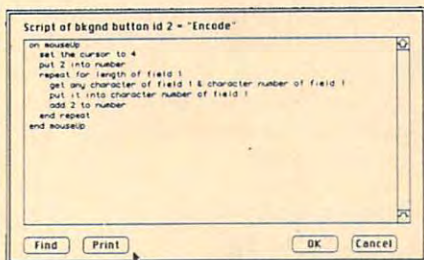 Script of bkgnd button id 2 = "Encode"
on mouseUp
set the cursor to 4
put 2 into number
repeat for length of field 1
get any character of field 1 & character number of field 1
put it into character number of field 1
add 2 to number
end repeat
end mouseUp
Find Print OK Cancel